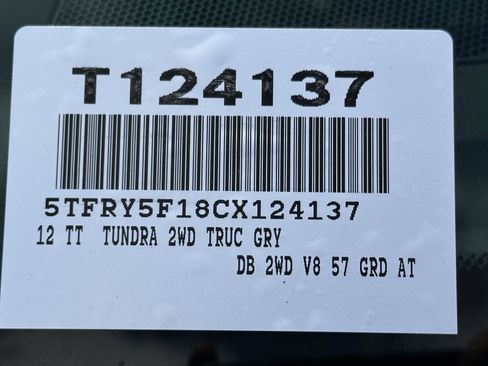 T124137
5TFRY5F18CX124137
12 TT TUNDRA 2WD TRUC GRY
DB 2WD V8 57 GRD AT